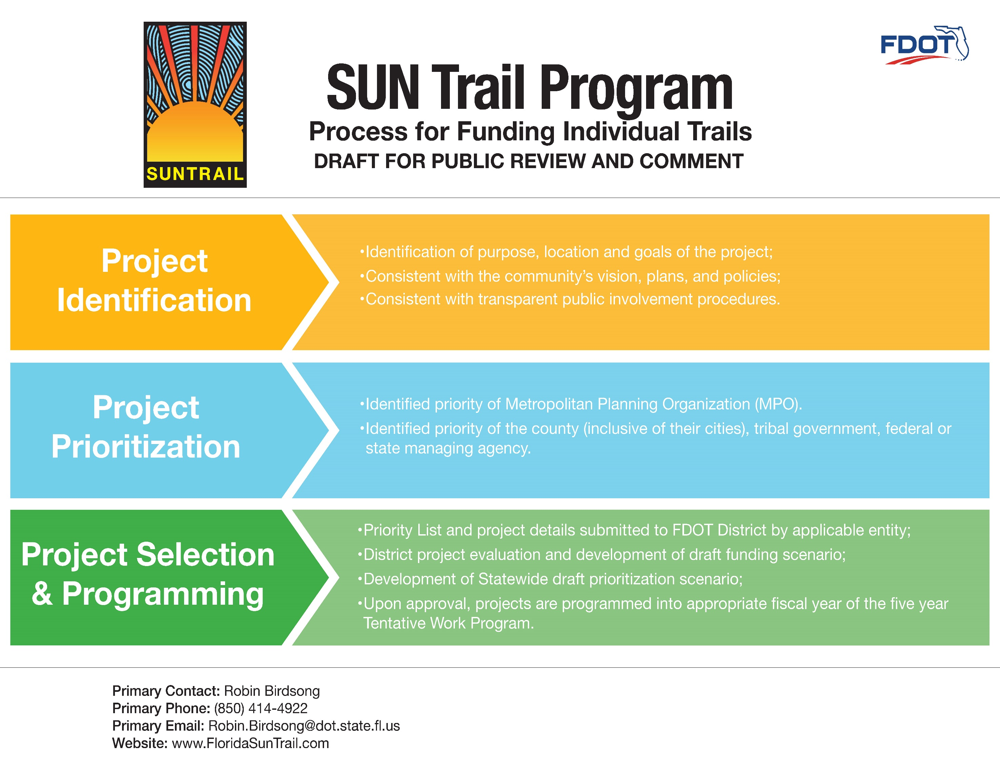 SUNTRAIL
FDOT
SUN Trail Program
Process for Funding Individual Trails
DRAFT FOR PUBLIC REVIEW AND COMMENT
Project
Identification
•Identification of purpose, location and goals of the project;
•Consistent with the community’s vision, plans, and policies;
•Consistent with transparent public involvement procedures.
Project
Prioritization
•Identified priority of Metropolitan Planning Organization (MPO).
•Identified priority of the county (inclusive of their cities), tribal government, federal or
state managing agency.
Project Selection
& Programming
•Priority List and project details submitted to FDOT District by applicable entity;
•District project evaluation and development of draft funding scenario;
•Development of Statewide draft prioritization scenario;
•Upon approval, projects are programmed into appropriate fiscal year of the five year
Tentative Work Program.
Primary Contact: Robin Birdsong
Primary Phone: (850) 414-4922
Primary Email: Robin.Birdsong@dot.state.fl.us
Website: www.FloridaSunTrail.com